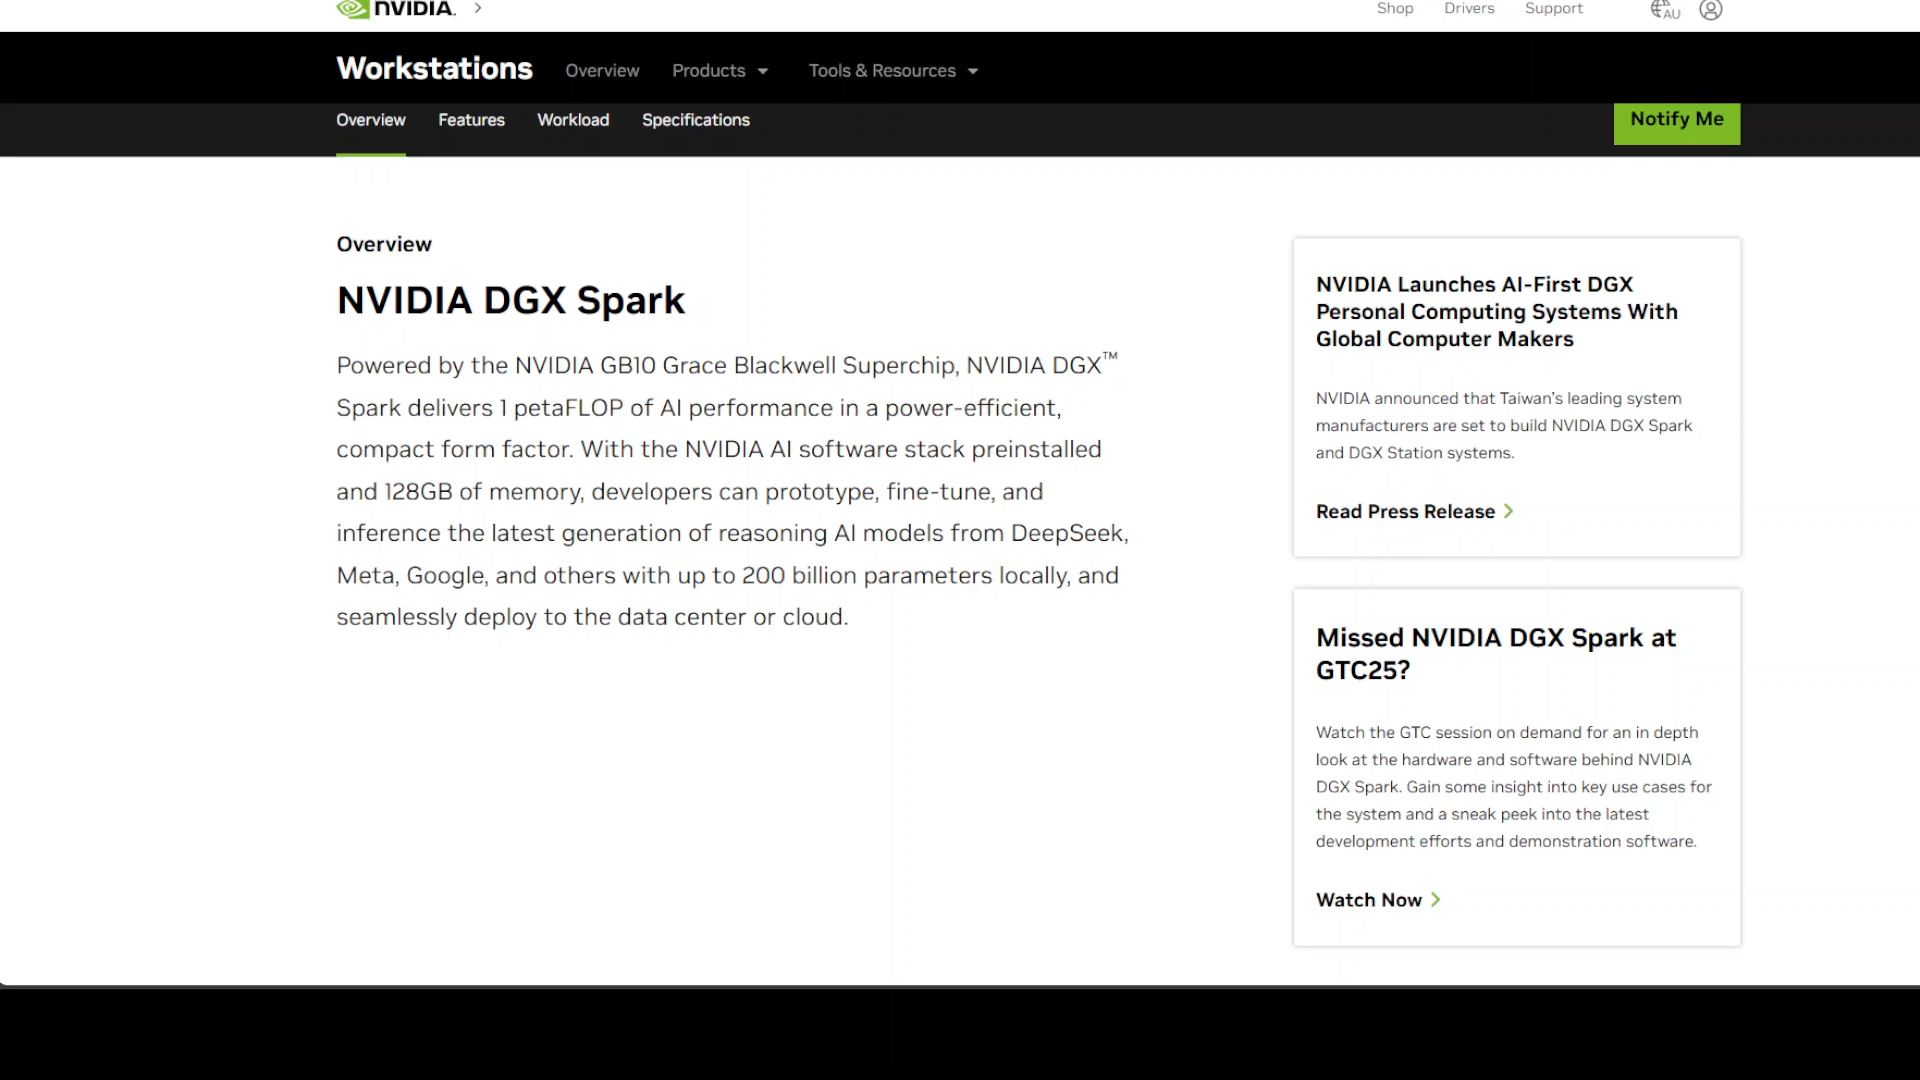 NVIDIA.
Shop Drivers Support AU
Workstations Overview Products Tools & Resources
Overview Features Workload Specifications Notify Me
Overview
NVIDIA DGX Spark
Powered by the NVIDIA GB10 Grace Blackwell Superchip, NVIDIA DGX™
Spark delivers 1 petaFLOP of AI performance in a power-efficient,
compact form factor. With the NVIDIA AI software stack preinstalled
and 128GB of memory, developers can prototype, fine-tune, and
inference the latest generation of reasoning AI models from DeepSeek,
Meta, Google, and others with up to 200 billion parameters locally, and
seamlessly deploy to the data center or cloud.
NVIDIA Launches AI-First DGX
Personal Computing Systems With
Global Computer Makers
NVIDIA announced that Taiwan's leading system
manufacturers are set to build NVIDIA DGX Spark
and DGX Station systems.
Read Press Release
Missed NVIDIA DGX Spark at
GTC25?
Watch the GTC session on demand for an in depth
look at the hardware and software behind NVIDIA
DGX Spark. Gain some insight into key use cases for
the system and a sneak peek into the latest
development efforts and demonstration software.
Watch Now